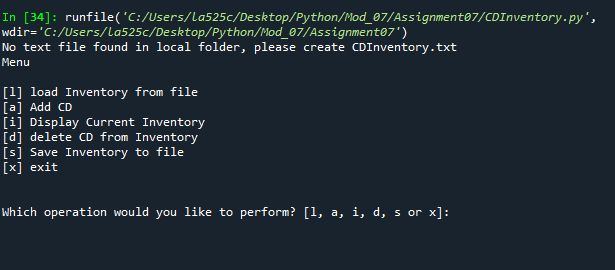 In [34]: runfile('C:/Users/la525c/Desktop/Python/Mod_07/Assignment07/CDInventory.py',
wdir='C:/Users/la525c/Desktop/Python/Mod_07/Assignment07')
No text file found in local folder, please create CDInventory.txt
Menu
[l] load Inventory from file
[a] Add CD
[i] Display Current Inventory
[d] delete CD from Inventory
[s] Save Inventory to file
[x] exit
Which operation would you like to perform? [l, a, i, d, s or x]: